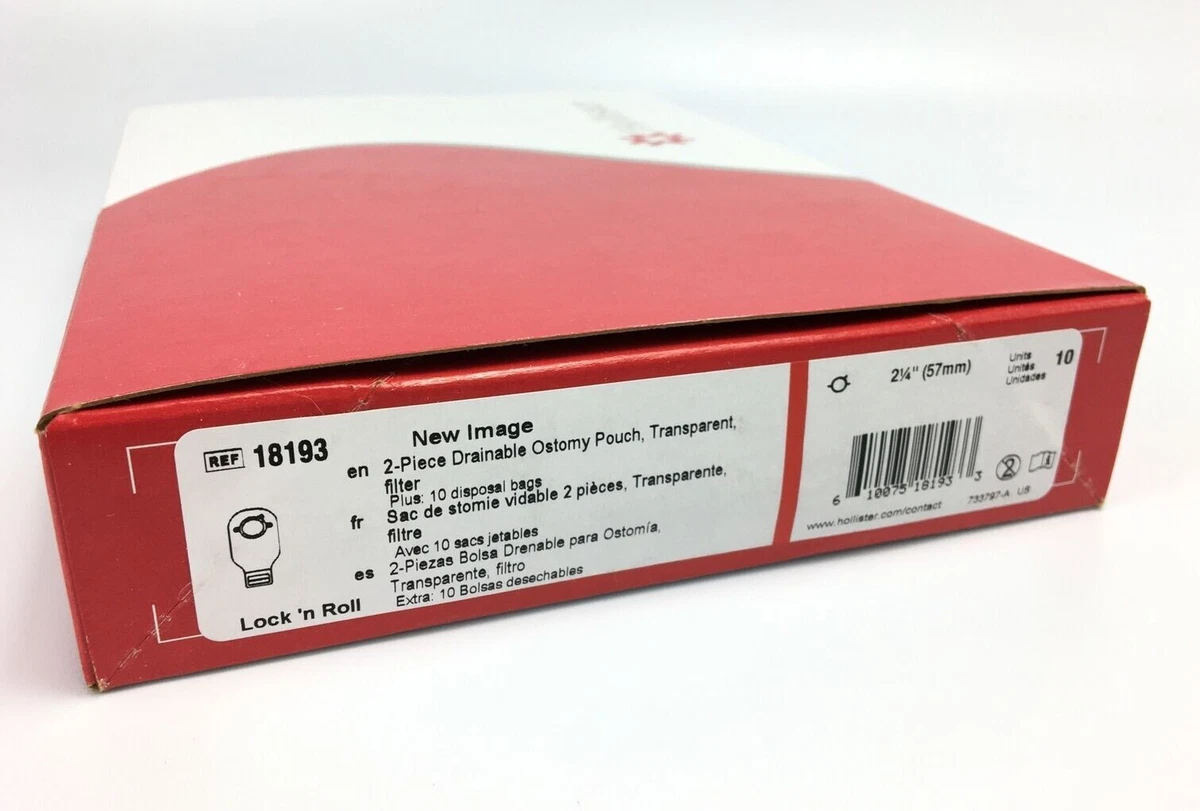 REF 18193
New Image
en 2-Piece Drainable Ostomy Pouch, Transparent,
filter
Plus: 10 disposal bags
fr Sac de stomie vidable 2 pièces, Transparente,
filtre
Avec 10 sacs jetables
es 2-Piezas Bolsa Drenable para Ostomía,
Transparente, filtro
Extra: 10 Bolsas desechables
Lock 'n Roll
2¼" (57mm)
Units
Unités
Unidades
10
6 10075 18193 3
733797-A US
www.hollister.com/contact